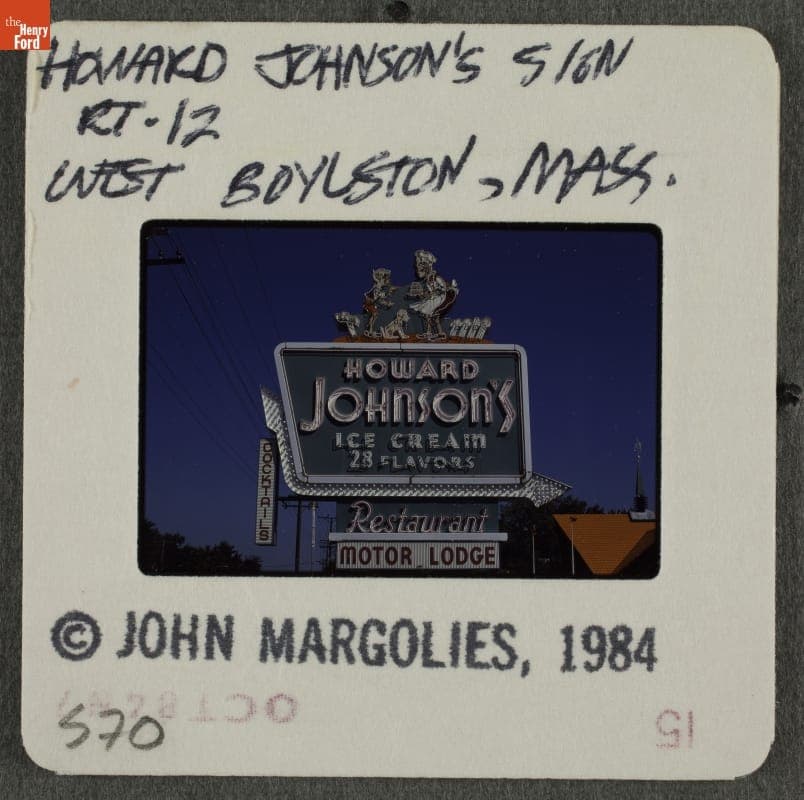 the
Henry
Ford
HOWARD JOHNSON'S SIGN
RT. 12
WEST BOYLSTON, MASS.
HOWARD
JOHNSON'S
ICE CREAM
28 FLAVORS
COCKTAILS
Restaurant
MOTOR LODGE
© JOHN MARGOLIES, 1984
OCT
570
15